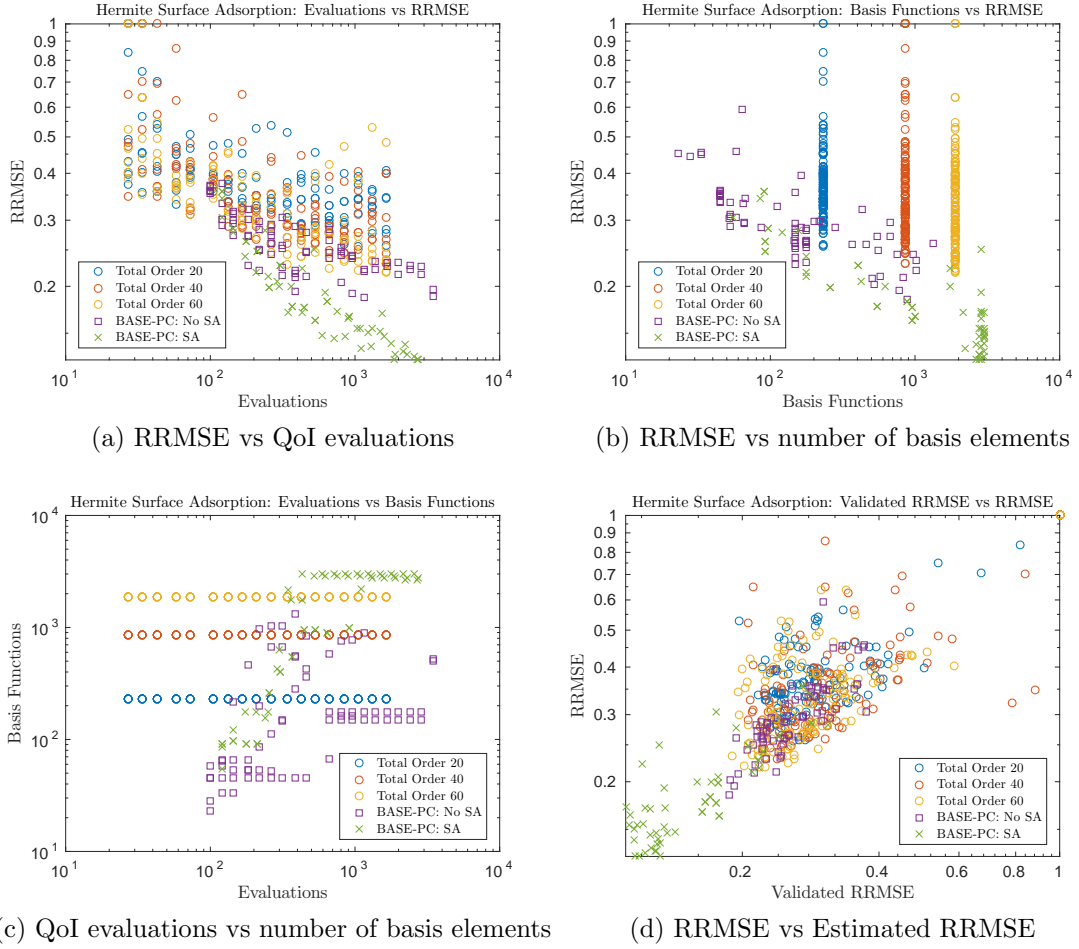 Hermite Surface Adsorption: Evaluations vs RRMSE
1
0.9
0.8
0.7
0.6
0.5
0.4
0.3
0.2
RRMSE
Total Order 20
Total Order 40
Total Order 60
BASE-PC: No SA
BASE-PC: SA
10^1 10^2 10^3 10^4
Evaluations
(a) RRMSE vs QoI evaluations
Hermite Surface Adsorption: Basis Functions vs RRMSE
1
0.9
0.8
0.7
0.6
0.5
0.4
0.3
0.2
RRMSE
Total Order 20
Total Order 40
Total Order 60
BASE-PC: No SA
BASE-PC: SA
10^1 10^2 10^3 10^4
Basis Functions
(b) RRMSE vs number of basis elements
Hermite Surface Adsorption: Evaluations vs Basis Functions
10^4
10^3
10^2
10^1
Basis Functions
Total Order 20
Total Order 40
Total Order 60
BASE-PC: No SA
BASE-PC: SA
10^1 10^2 10^3 10^4
Evaluations
(c) QoI evaluations vs number of basis elements
Hermite Surface Adsorption: Validated RRMSE vs RRMSE
1
0.9
0.8
0.7
0.6
0.5
0.4
0.3
0.2
RRMSE
Total Order 20
Total Order 40
Total Order 60
BASE-PC: No SA
BASE-PC: SA
0.2 0.4 0.6 0.8 1
Validated RRMSE
(d) RRMSE vs Estimated RRMSE